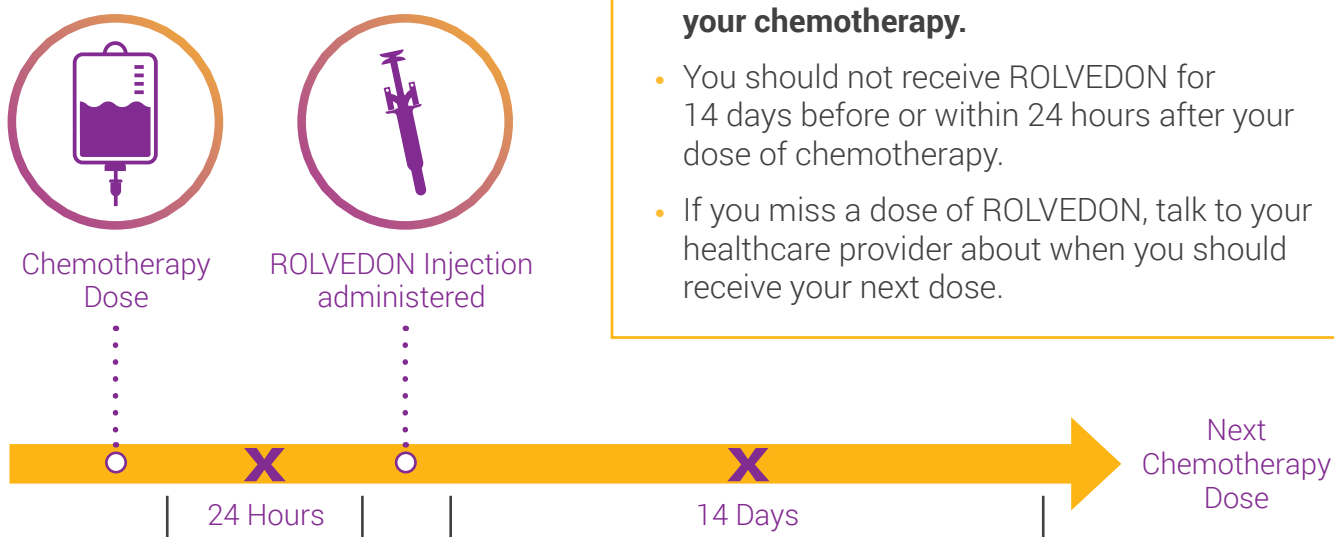 your chemotherapy.
• You should not receive ROLVEDON for
14 days before or within 24 hours after your
dose of chemotherapy.
• If you miss a dose of ROLVEDON, talk to your
healthcare provider about when you should
receive your next dose.
Chemotherapy
Dose
ROLVEDON Injection
administered
X
X
Next
Chemotherapy
Dose
24 Hours
14 Days